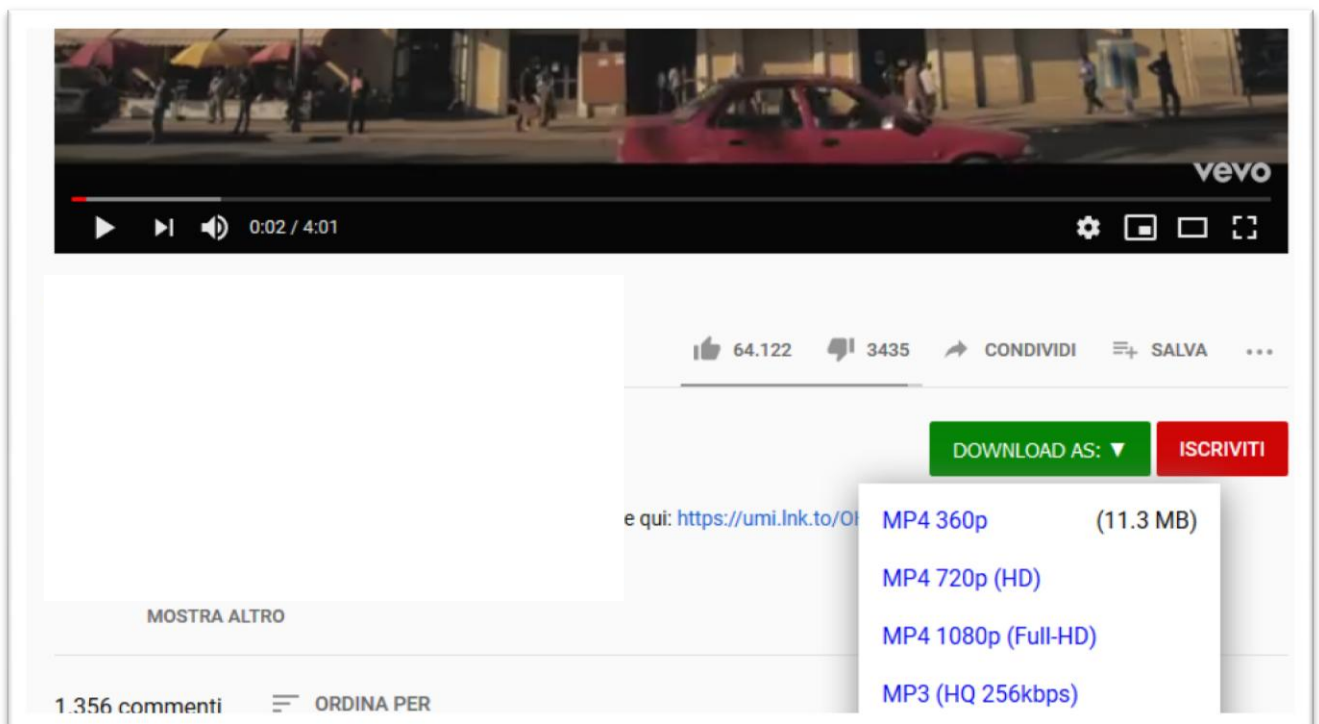 vevo
0:02 / 4:01
64.122 3435 CONDIVIDI SALVA
DOWNLOAD AS: ▼ ISCRIVITI
e qui: https://umi.lnk.to/
MP4 360p (11.3 MB)
MP4 720p (HD)
MP4 1080p (Full-HD)
MOSTRA ALTRO
MP3 (HQ 256kbps)
1.356 commenti ORDINA PER